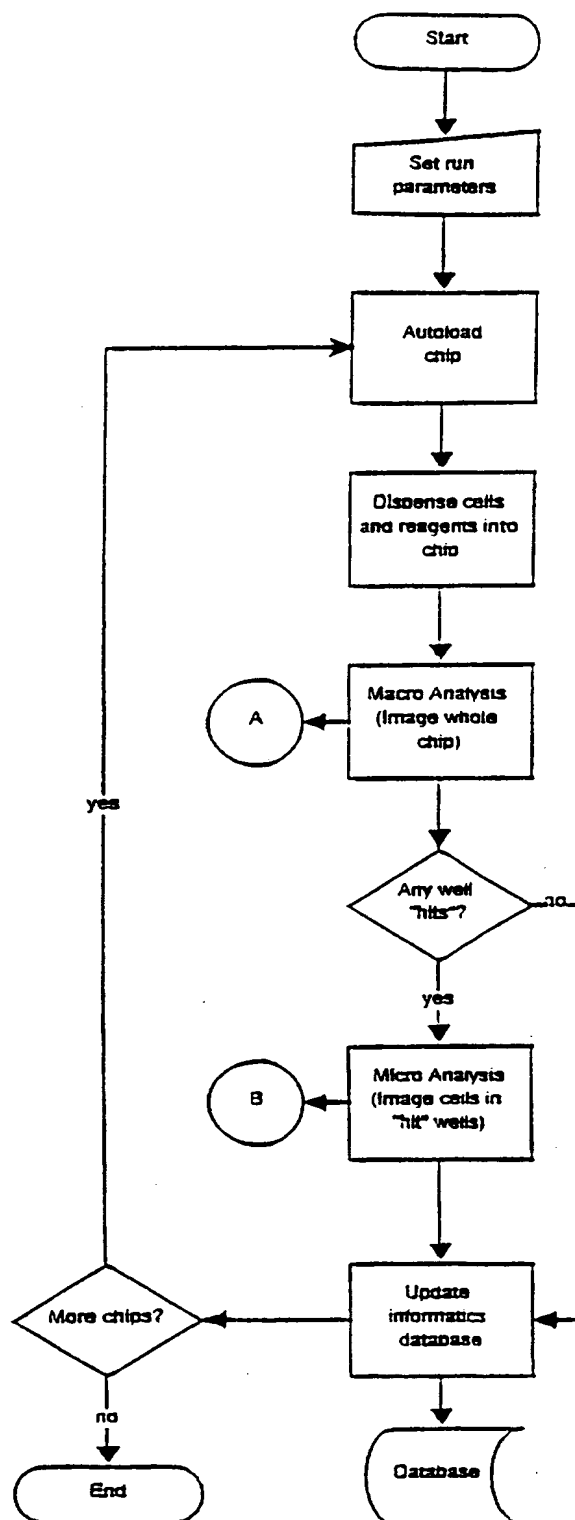 Start
Set run
parameters
Autoload
chip
Dispense cells
and reagents into
chip
Macro Analysis
(Image whole
chip)
A
yes
Any well
"hits"?
no
yes
Micro Analysis
(Image cells in
"hit" wells)
B
Update
informatics
database
More chips?
no
End
Database